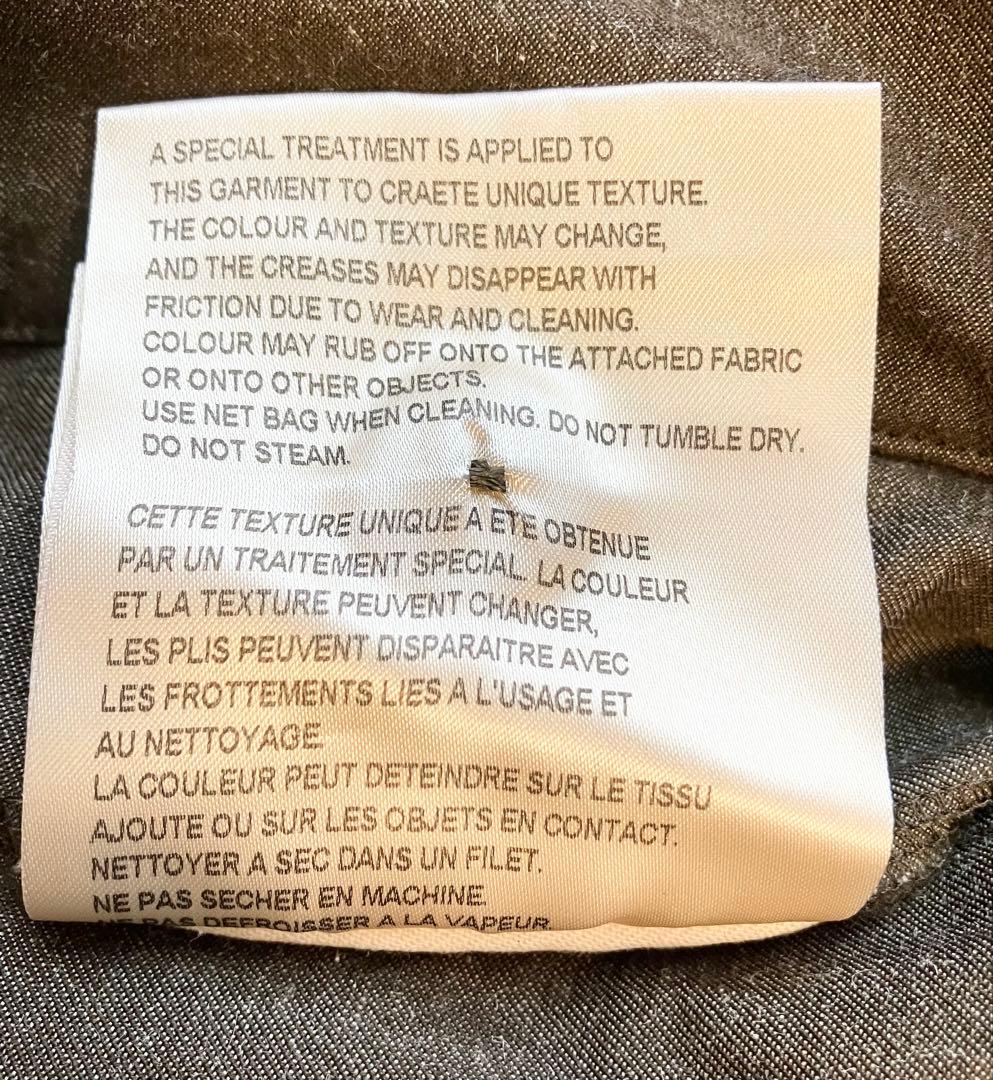 A SPECIAL TREATMENT IS APPLIED TO
THIS GARMENT TO CRAETE UNIQUE TEXTURE.
THE COLOUR AND TEXTURE MAY CHANGE,
AND THE CREASES MAY DISAPPEAR WITH
FRICTION DUE TO WEAR AND CLEANING.
COLOUR MAY RUB OFF ONTO THE ATTACHED FABRIC
OR ONTO OTHER OBJECTS.
USE NET BAG WHEN CLEANING. DO NOT TUMBLE DRY.
DO NOT STEAM.
CETTE TEXTURE UNIQUE A ETE OBTENUE
PAR UN TRAITEMENT SPECIAL. LA COULEUR
ET LA TEXTURE PEUVENT CHANGER,
LES PLIS PEUVENT DISPARAITRE AVEC
LES FROTTEMENTS LIES A L'USAGE ET
AU NETTOYAGE
LA COULEUR PEUT DETEINDRE SUR LE TISSU
AJOUTE OU SUR LES OBJETS EN CONTACT.
NETTOYER A SEC DANS UN FILET.
NE PAS SECHER EN MACHINE.
NE PAS DEFROISSER A LA VAPEUR.